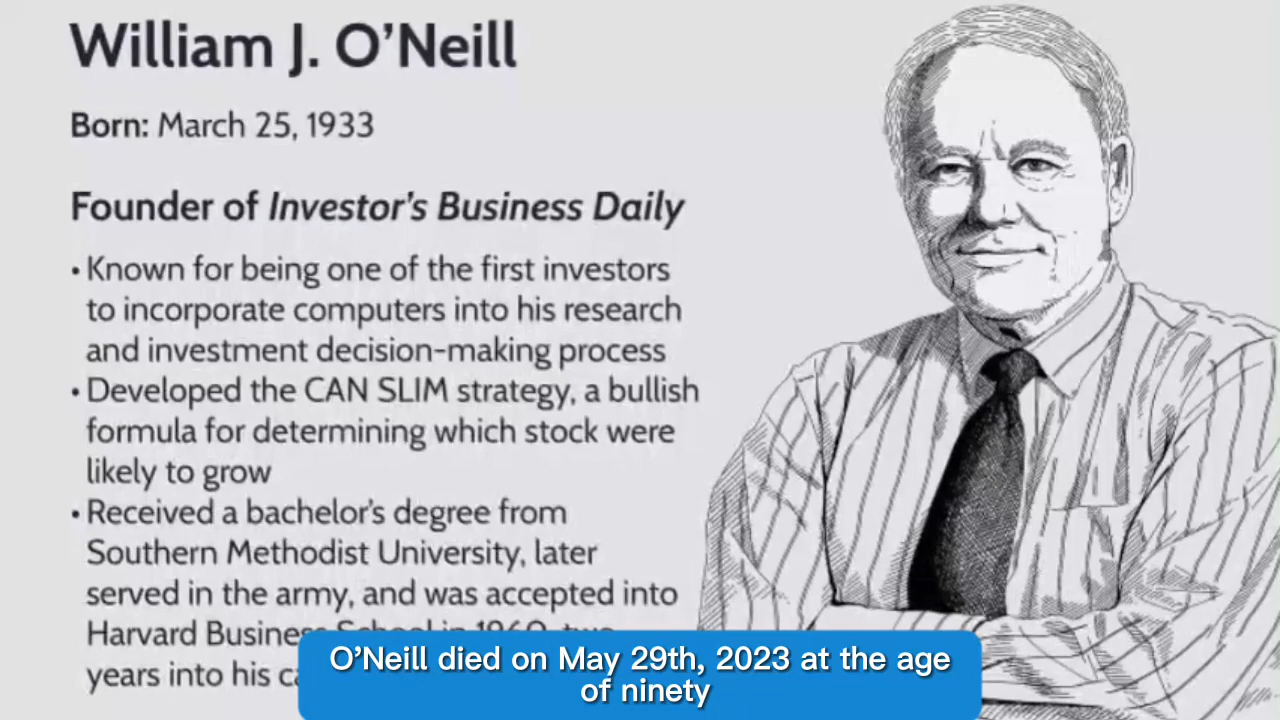 William J. O’Neill
Born: March 25, 1933
Founder of Investor’s Business Daily
• Known for being one of the first investors
to incorporate computers into his research
and investment decision-making process
• Developed the CAN SLIM strategy, a bullish
formula for determining which stock were
likely to grow
• Received a bachelor’s degree from
Southern Methodist University, later
served in the army, and was accepted into
Harvard Business School in 1960, two
years into his
O’Neill died on May 29th, 2023 at the age
of ninety